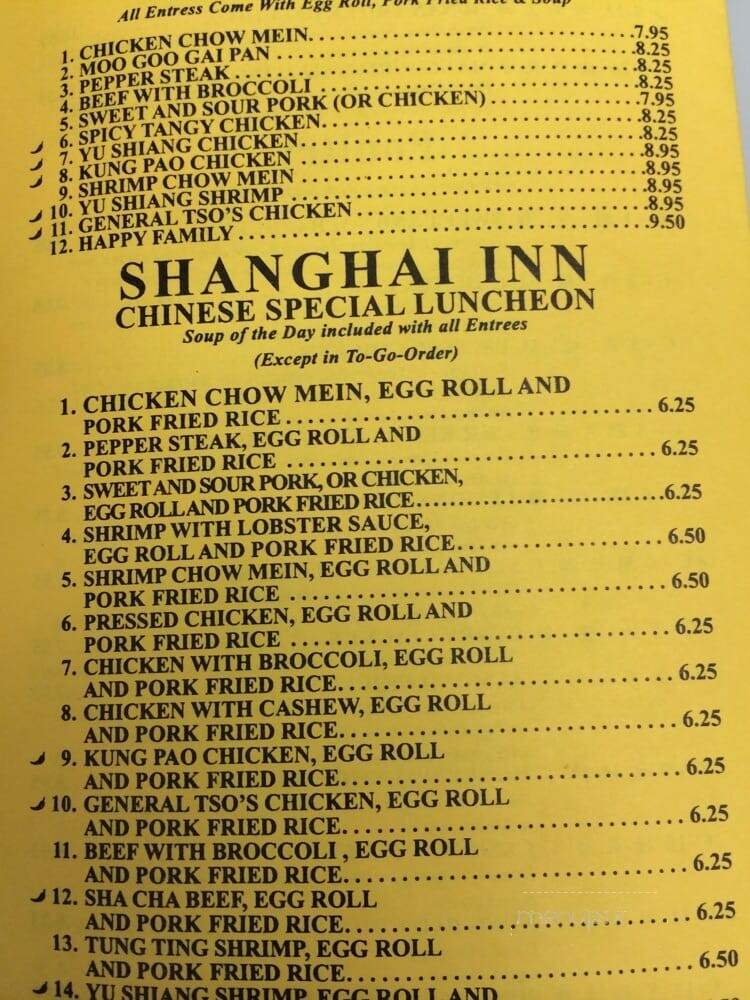 All Entress Come With Egg Roll, Pork Fried Rice & Soup
1. CHICKEN CHOW MEIN. 7.95
2. MOO GOO GAI PAN 8.25
3. PEPPER STEAK 8.25
4. BEEF WITH BROCCOLI 8.25
5. SWEET AND SOUR PORK (OR CHICKEN) 7.95
6. SPICY TANGY CHICKEN. 8.25
7. YU SHIANG CHICKEN 8.25
8. KUNG PAO CHICKEN 8.95
9. SHRIMP CHOW MEIN 8.95
10. YU SHIANG SHRIMP 8.95
11. GENERAL TSO'S CHICKEN 8.95
12. HAPPY FAMILY 9.50
SHANGHAI INN
CHINESE SPECIAL LUNCHEON
Soup of the Day included with all Entrees
(Except in To-Go-Order)
1. CHICKEN CHOW MEIN, EGG ROLL AND
PORK FRIED RICE 6.25
2. PEPPER STEAK, EGG ROLL AND
PORK FRIED RICE 6.25
3. SWEET AND SOUR PORK, OR CHICKEN,
EGG ROLL AND PORK FRIED RICE 6.25
4. SHRIMP WITH LOBSTER SAUCE,
EGG ROLL AND PORK FRIED RICE 6.50
5. SHRIMP CHOW MEIN, EGG ROLL AND
PORK FRIED RICE 6.50
6. PRESSED CHICKEN, EGG ROLL AND
PORK FRIED RICE 6.25
7. CHICKEN WITH BROCCOLI, EGG ROLL
AND PORK FRIED RICE 6.25
8. CHICKEN WITH CASHEW, EGG ROLL
AND PORK FRIED RICE 6.25
9. KUNG PAO CHICKEN, EGG ROLL
AND PORK FRIED RICE 6.25
10. GENERAL TSO'S CHICKEN, EGG ROLL
AND PORK FRIED RICE 6.25
11. BEEF WITH BROCCOLI , EGG ROLL
AND PORK FRIED RICE 6.25
12. SHA CHA BEEF, EGG ROLL
AND PORK FRIED RICE 6.25
13. TUNG TING SHRIMP, EGG ROLL
AND PORK FRIED RICE 6.50
14. YU SHIANG SHRIMP, EGG ROLL AND